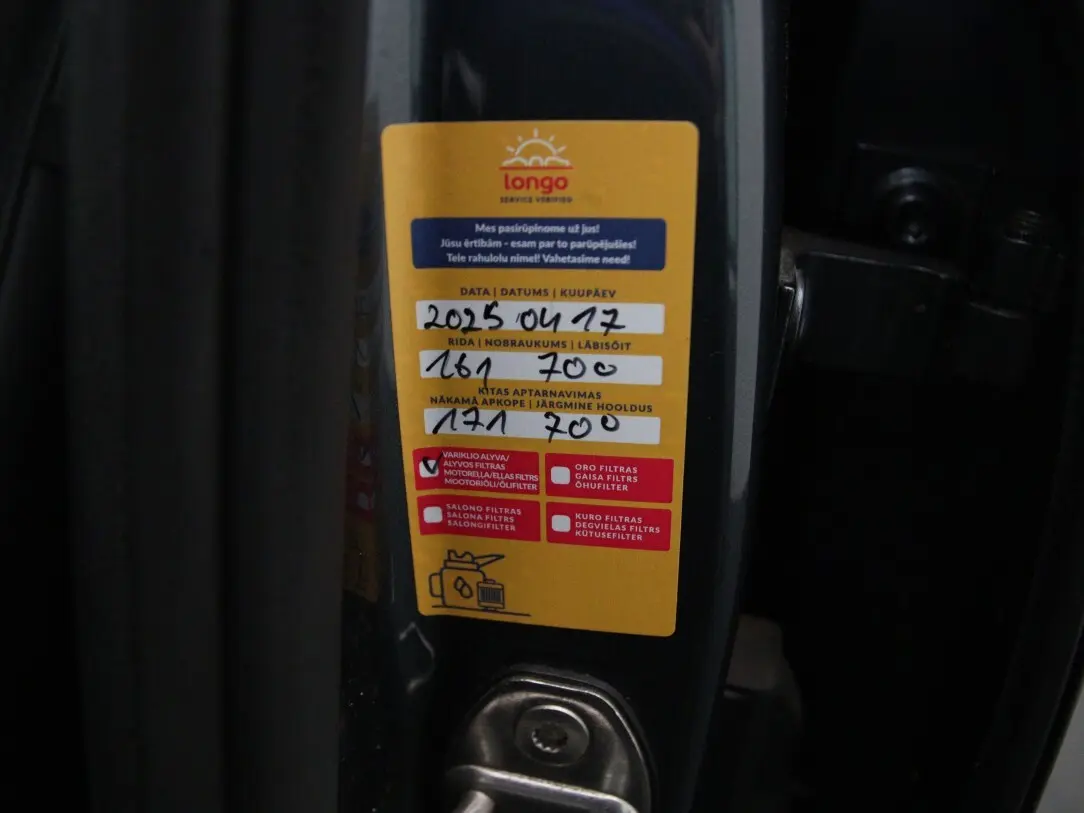 longo
SERVICE VERIFIED
Mes pasirūpinome už jus!
Jūsu ērtībām - esam par to parūpējušies!
Teie rahulolu nimel! Vahetasime need!
DATA | DATUMS | KUUPÄEV
2025 04 17
RIDA | NOBRAUKUMS | LÄBISÕIT
161 700
KITAS APTARNAVIMAS
NĀKAMĀ APKOPE | JÄRGMINE HOOLDUS
171 700
VARIKLIO ALYVA/
ALYVOS FILTRAS
MOTOREĻĻA/EĻĻAS FILTRS
MOOTORIÕLI/ÕLIFILTER
ORO FILTRAS
GAISA FILTRS
ÕHUFILTER
SALONO FILTRAS
SALONA FILTRS
SALONGIFILTER
KURO FILTRAS
DEGVIELAS FILTRS
KÜTUSEFILTER